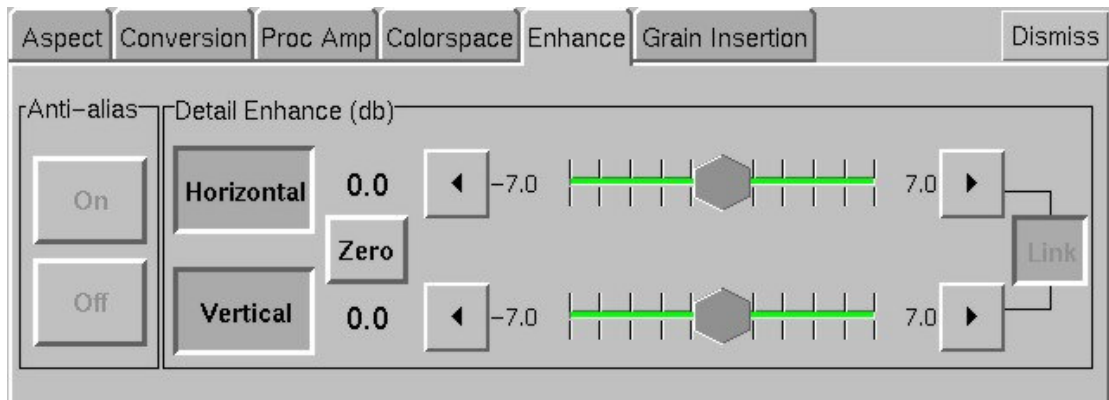 Aspect Conversion Proc Amp Colorspace Enhance Grain Insertion Dismiss
Anti-alias Detail Enhance (db)
On Horizontal 0.0 -7.0 7.0
Zero Link
Off Vertical 0.0 -7.0 7.0